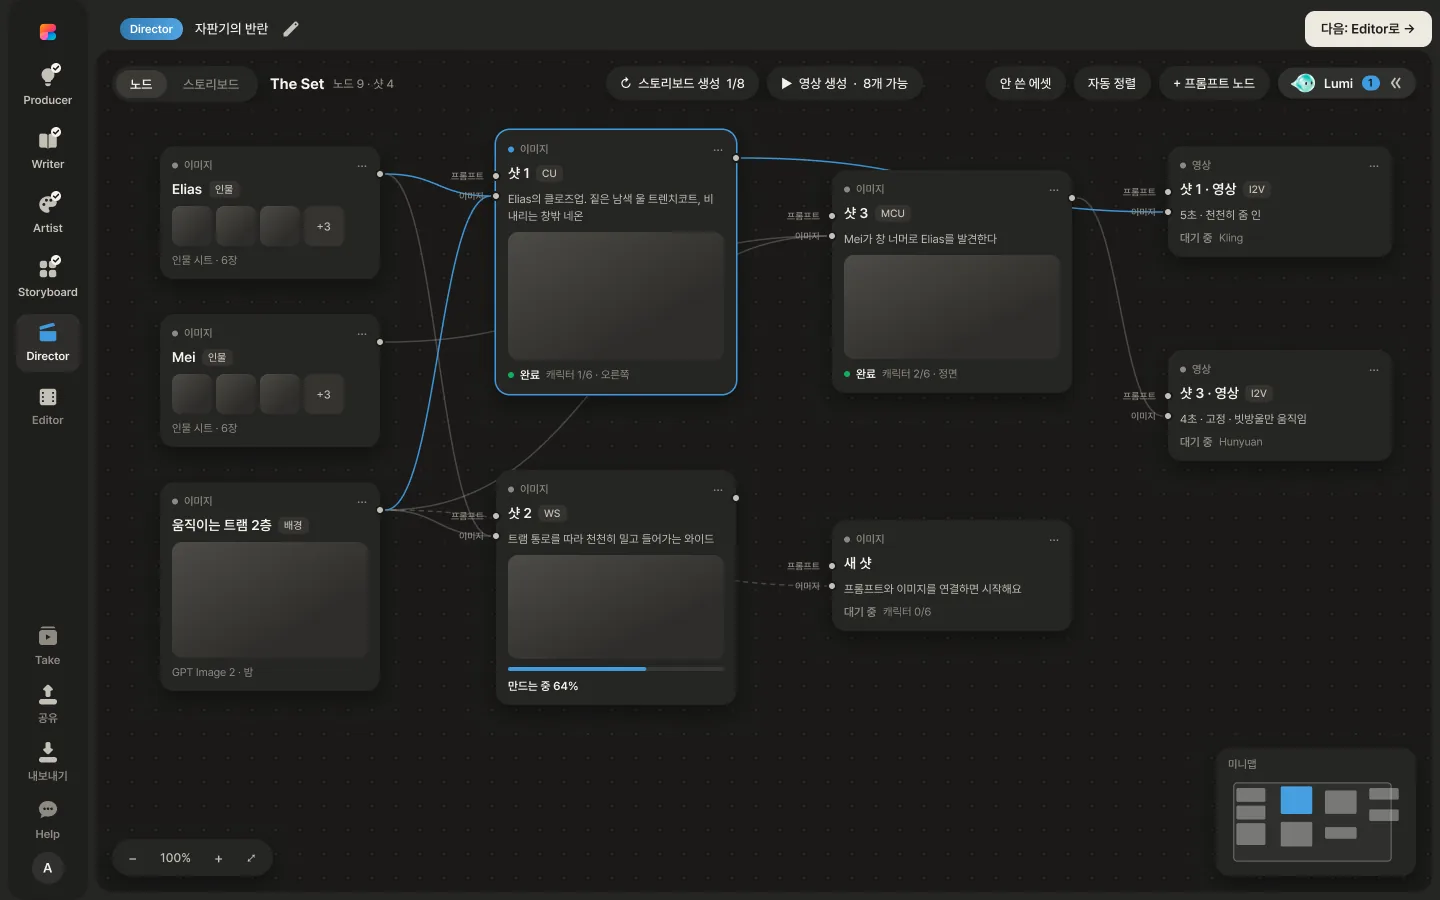 Director
자판기의 반란
다음: Editor로 →
Producer
Writer
Artist
Storyboard
Director
Editor
Take
공유
내보내기
Help
A
노드
스토리보드
The Set
노드 9 · 샷 4
스토리보드 생성 1/8
영상 생성 · 8개 가능
안 쓴 에셋
자동 정렬
+ 프롬프트 노드
Lumi
1
이미지
Elias
인물
+3
인물 시트 · 6장
이미지
Mei
인물
+3
인물 시트 · 6장
이미지
움직이는 트램 2층
배경
GPT Image 2 · 밤
프롬프트
이미지
이미지
샷 1
CU
Elias의 클로즈업. 짙은 남색 울 트렌치코트, 비
내리는 창밖 네온
완료
캐릭터 1/6 · 오른쪽
프롬프트
이미지
이미지
샷 2
WS
트램 통로를 따라 천천히 밀고 들어가는 와이드
만드는 중 64%
프롬프트
이미지
이미지
샷 3
MCU
Mei가 창 너머로 Elias를 발견한다
완료
캐릭터 2/6 · 정면
프롬프트
이미지
이미지
새 샷
프롬프트와 이미지를 연결하면 시작해요
대기 중
캐릭터 0/6
프롬프트
이미지
영상
샷 1 · 영상
I2V
5초 · 천천히 줌 인
대기 중
Kling
프롬프트
이미지
영상
샷 3 · 영상
I2V
4초 · 고정 · 빗방울만 움직임
대기 중
Hunyuan
미니맵
− 100% +